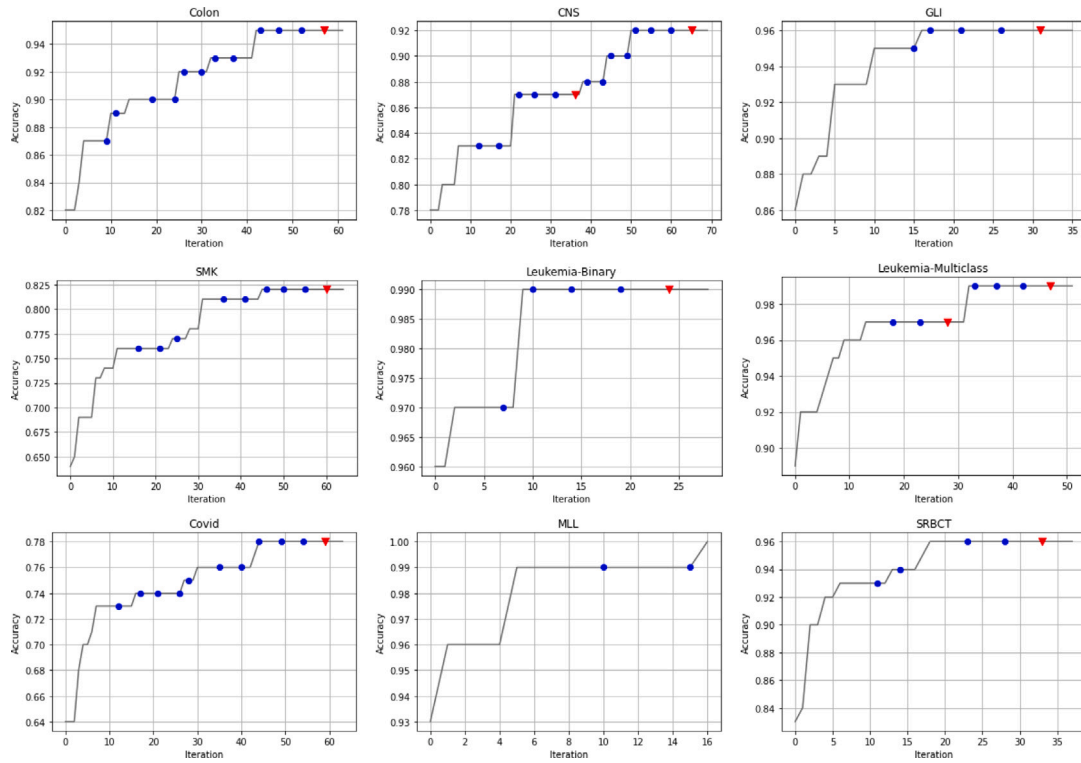 Colon
0.94
0.92
0.90
0.88
0.86
0.84
0.82
Accuracy
0 10 20 30 40 50 60
Iteration
CNS
0.92
0.90
0.88
0.86
0.84
0.82
0.80
0.78
Accuracy
0 10 20 30 40 50 60 70
Iteration
GLI
0.96
0.94
0.92
0.90
0.88
0.86
Accuracy
0 5 10 15 20 25 30 35
Iteration
SMK
0.825
0.800
0.775
0.750
0.725
0.700
0.675
0.650
Accuracy
0 10 20 30 40 50 60
Iteration
Leukemia-Binary
0.990
0.985
0.980
0.975
0.970
0.965
0.960
Accuracy
0 5 10 15 20 25
Iteration
Leukemia-Multiclass
0.98
0.96
0.94
0.92
0.90
Accuracy
0 10 20 30 40 50
Iteration
Covid
0.78
0.76
0.74
0.72
0.70
0.68
0.66
0.64
Accuracy
0 10 20 30 40 50 60
Iteration
MLL
1.00
0.99
0.98
0.97
0.96
0.95
0.94
0.93
Accuracy
0 2 4 6 8 10 12 14 16
Iteration
SRBCT
0.96
0.94
0.92
0.90
0.88
0.86
0.84
Accuracy
0 5 10 15 20 25 30 35
Iteration